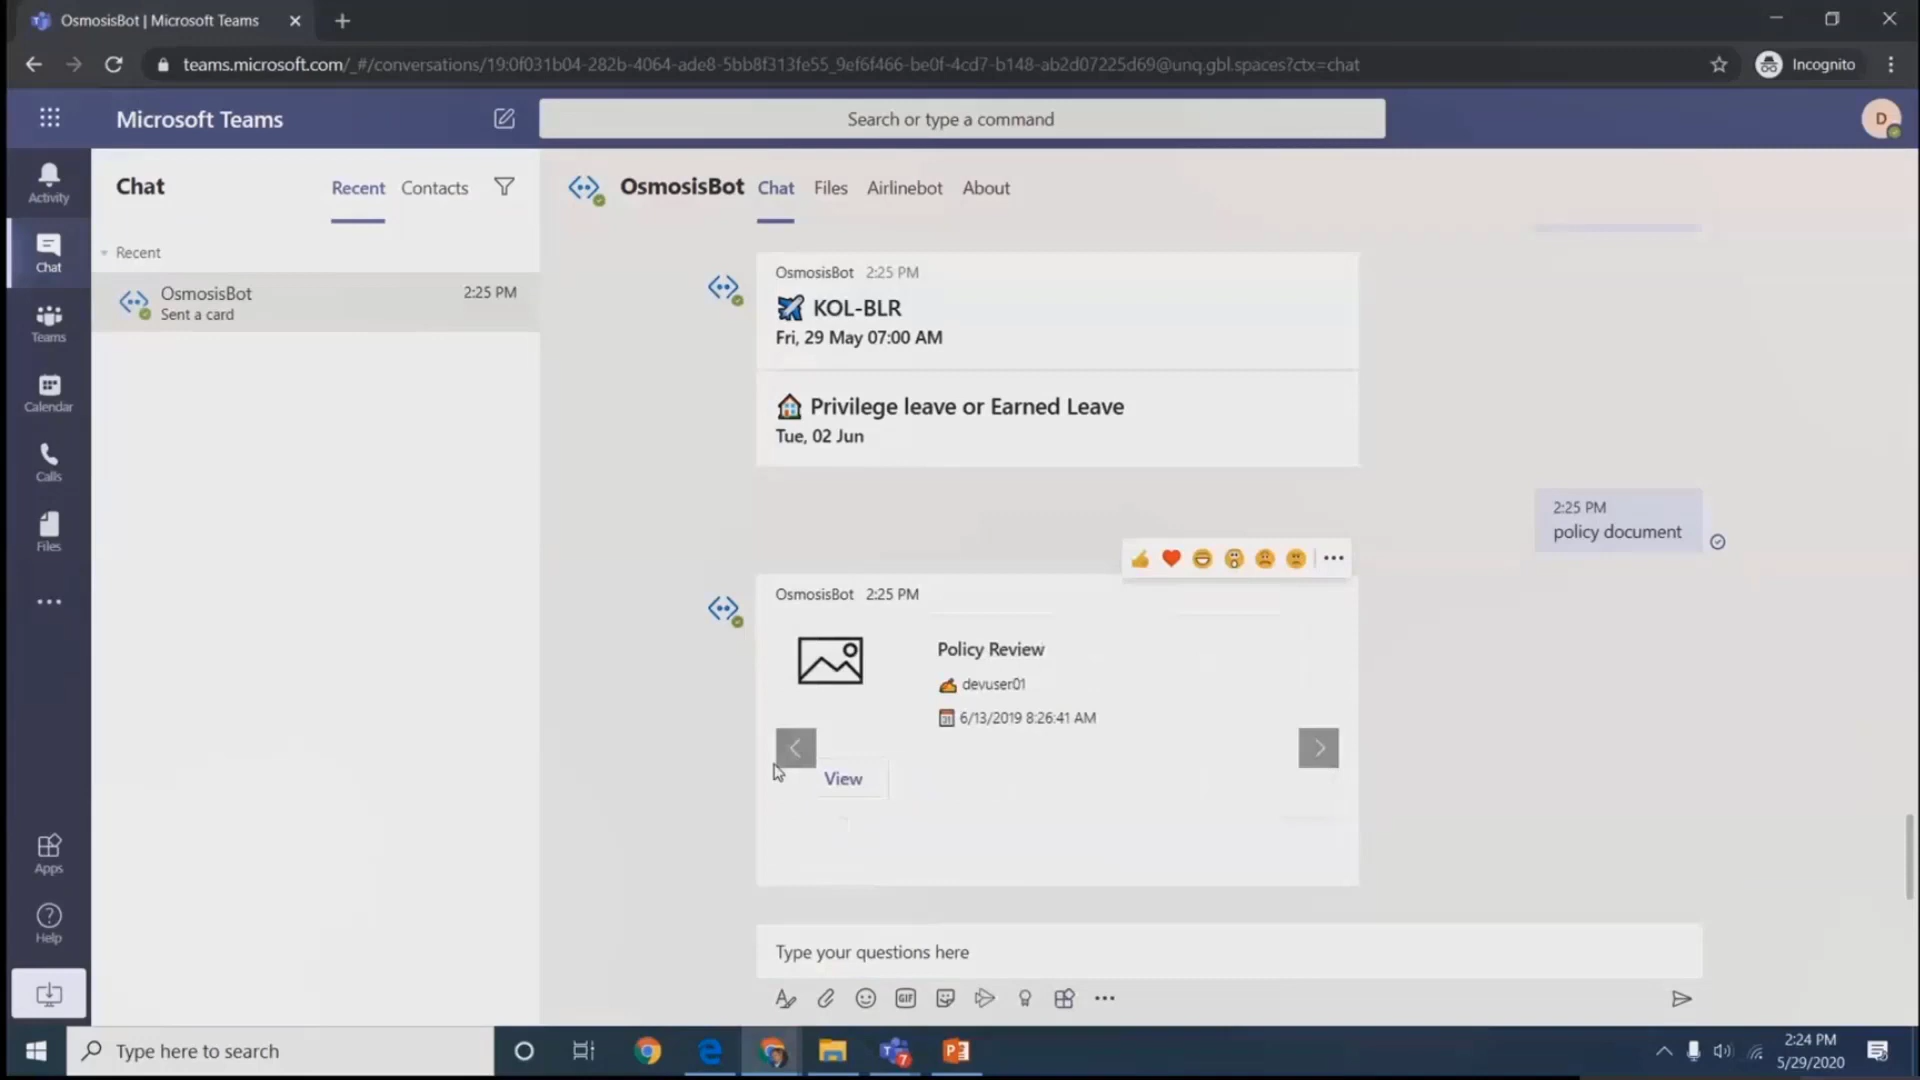 OsmosisBot | Microsoft Teams
teams.microsoft.com/_#/conversations/19:0f031b04-282b-4064-ade8-5bb8f313fe55_9ef6f466-be0f-4cd7-b148-ab2d07225d69@unq.gbl.spaces?ctx=chat
Incognito
Microsoft Teams
Search or type a command
D
Activity
Chat
Teams
Calendar
Calls
Files
Apps
Help
Chat
Recent
Contacts
Recent
OsmosisBot
2:25 PM
Sent a card
OsmosisBot
Chat
Files
Airlinebot
About
OsmosisBot 2:25 PM
KOL-BLR
Fri, 29 May 07:00 AM
Privilege leave or Earned Leave
Tue, 02 Jun
2:25 PM
policy document
OsmosisBot 2:25 PM
Policy Review
devuser01
6/13/2019 8:26:41 AM
View
Type your questions here
GIF
Type here to search
7
2:24 PM
5/29/2020